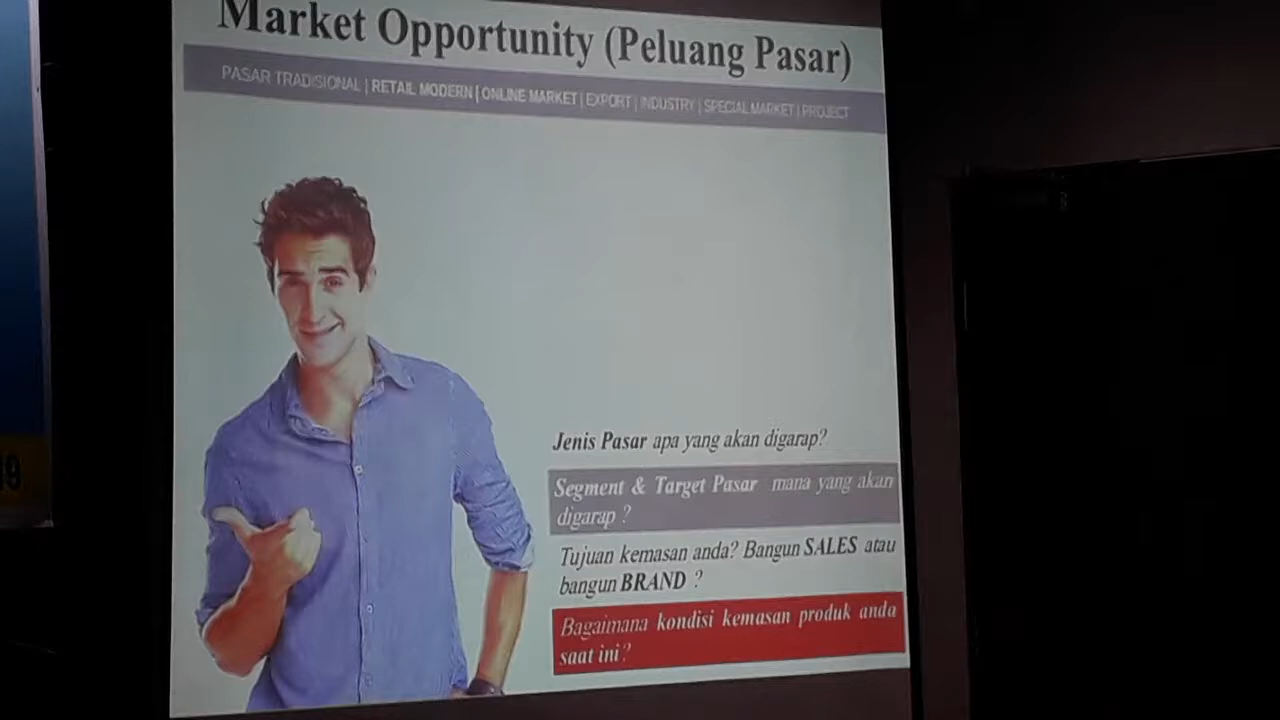 Market Opportunity (Peluang Pasar)
PASAR TRADISIONAL | RETAIL MODERN | ONLINE MARKET | EXPORT | INDUSTRY | SPECIAL MARKET | PROJECT
Jenis Pasar apa yang akan digarap?
Segment & Target Pasar mana yang akan
digarap ?
Tujuan kemasan anda? Bangun SALES atau
bangun BRAND ?
Bagaimana kondisi kemasan produk anda
saat ini?